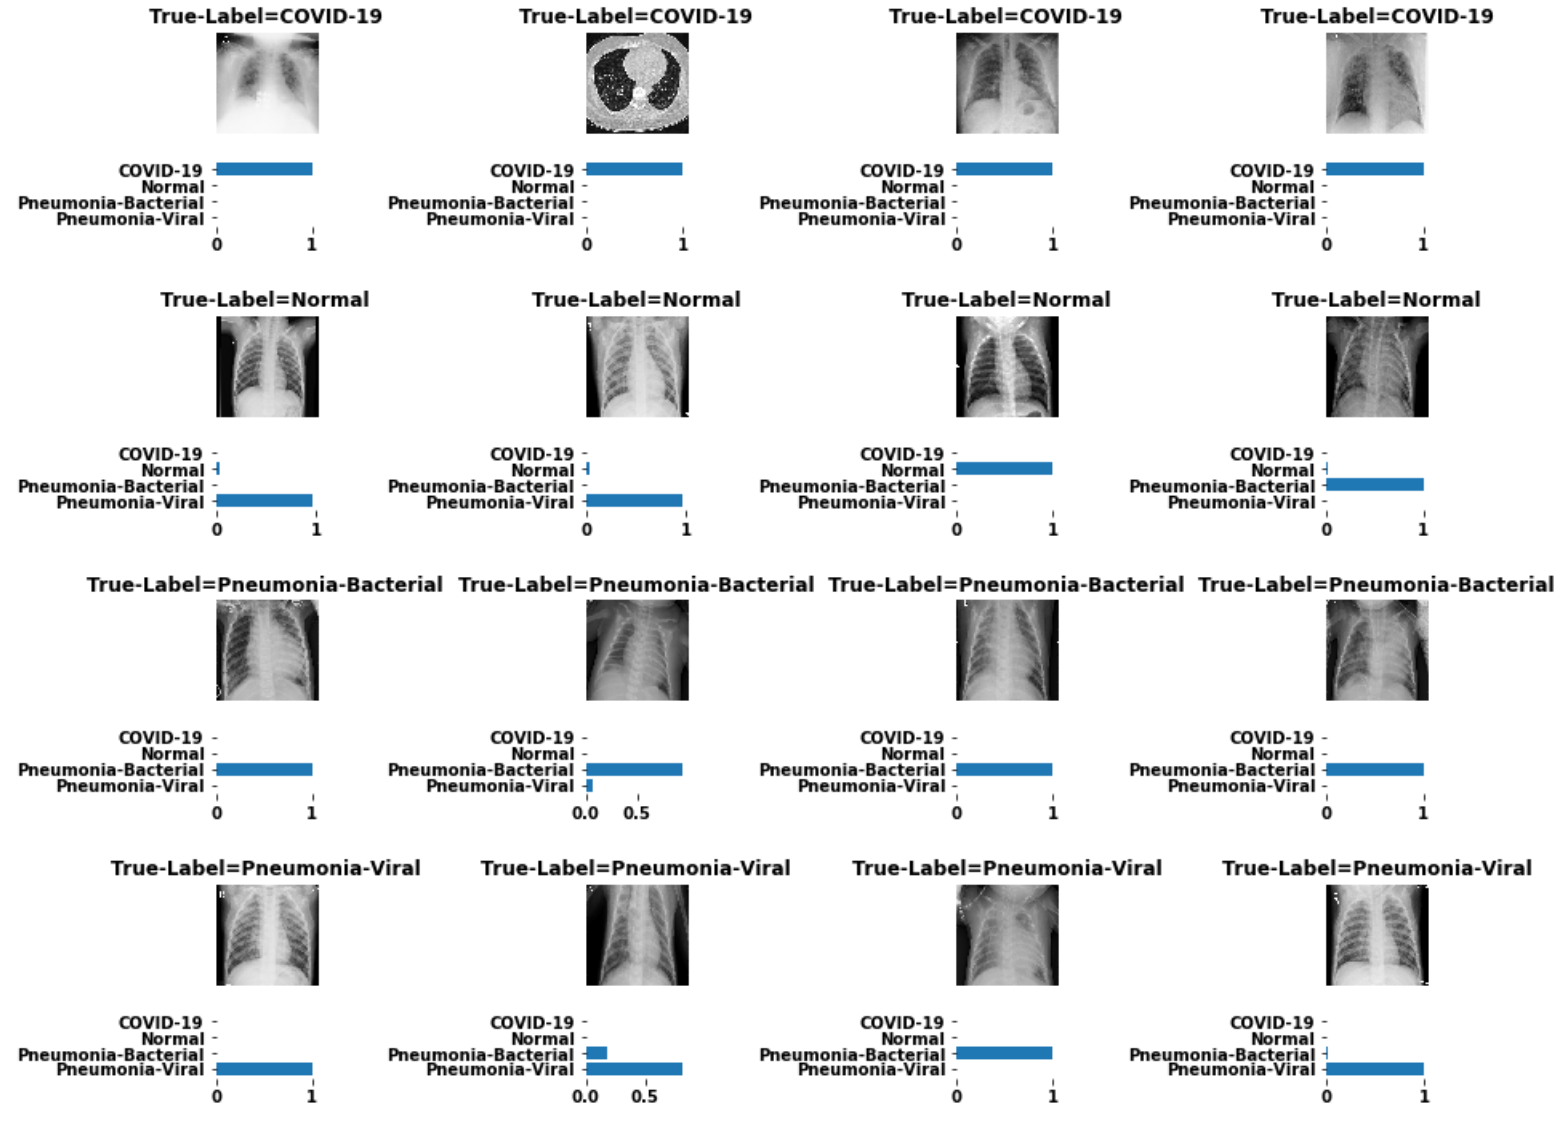 True-Label=COVID-19 True-Label=COVID-19 True-Label=COVID-19 True-Label=COVID-19
COVID-19 COVID-19 COVID-19 COVID-19
Normal Normal Normal Normal
Pneumonia-Bacterial Pneumonia-Bacterial Pneumonia-Bacterial Pneumonia-Bacterial
Pneumonia-Viral Pneumonia-Viral Pneumonia-Viral Pneumonia-Viral
0 1 0 1 0 1 0 1
True-Label=Normal True-Label=Normal True-Label=Normal True-Label=Normal
COVID-19 COVID-19 COVID-19 COVID-19
Normal Normal Normal Normal
Pneumonia-Bacterial Pneumonia-Bacterial Pneumonia-Bacterial Pneumonia-Bacterial
Pneumonia-Viral Pneumonia-Viral Pneumonia-Viral Pneumonia-Viral
0 1 0 1 0 1 0 1
True-Label=Pneumonia-Bacterial True-Label=Pneumonia-Bacterial True-Label=Pneumonia-Bacterial True-Label=Pneumonia-Bacterial
COVID-19 COVID-19 COVID-19 COVID-19
Normal Normal Normal Normal
Pneumonia-Bacterial Pneumonia-Bacterial Pneumonia-Bacterial Pneumonia-Bacterial
Pneumonia-Viral Pneumonia-Viral Pneumonia-Viral Pneumonia-Viral
0 1 0.0 0.5 0 1 0 1
True-Label=Pneumonia-Viral True-Label=Pneumonia-Viral True-Label=Pneumonia-Viral True-Label=Pneumonia-Viral
COVID-19 COVID-19 COVID-19 COVID-19
Normal Normal Normal Normal
Pneumonia-Bacterial Pneumonia-Bacterial Pneumonia-Bacterial Pneumonia-Bacterial
Pneumonia-Viral Pneumonia-Viral Pneumonia-Viral Pneumonia-Viral
0 1 0.0 0.5 0 1 0 1